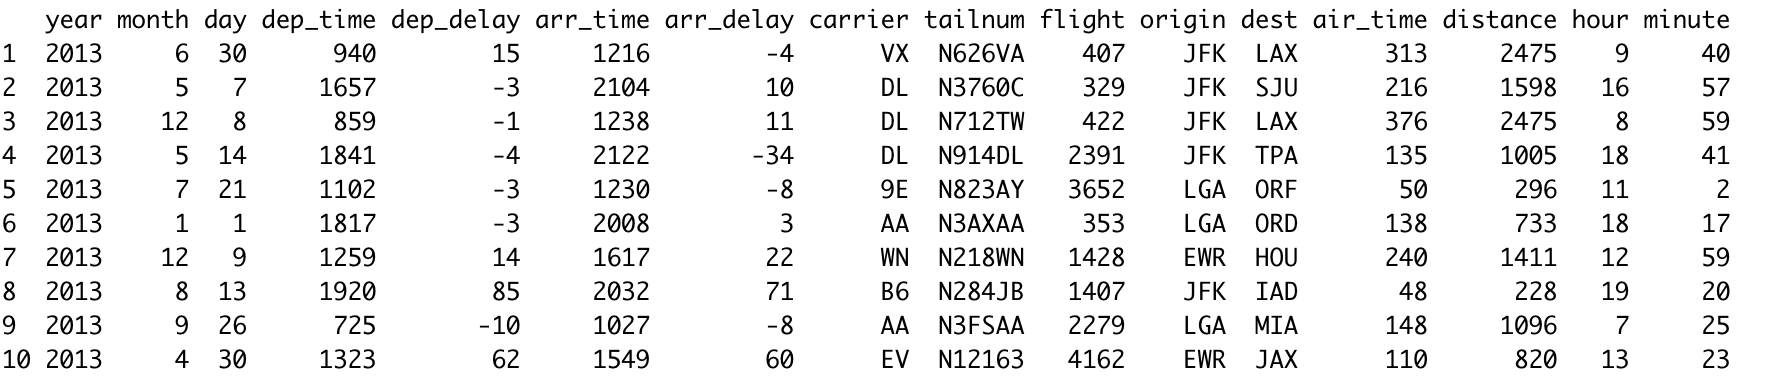 year month day dep_time dep_delay arr_time arr_delay carrier tailnum flight origin dest air_time distance hour minute
1 2013 6 30 940 15 1216 -4 VX N626VA 407 JFK LAX 313 2475 9 40
2 2013 5 7 1657 -3 2104 10 DL N3760C 329 JFK SJU 216 1598 16 57
3 2013 12 8 859 -1 1238 11 DL N712TW 422 JFK LAX 376 2475 8 59
4 2013 5 14 1841 -4 2122 -34 DL N914DL 2391 JFK TPA 135 1005 18 41
5 2013 7 21 1102 -3 1230 -8 9E N823AY 3652 LGA ORF 50 296 11 2
6 2013 1 1 1817 -3 2008 3 AA N3AXAA 353 LGA ORD 138 733 18 17
7 2013 12 9 1259 14 1617 22 WN N218WN 1428 EWR HOU 240 1411 12 59
8 2013 8 13 1920 85 2032 71 B6 N284JB 1407 JFK IAD 48 228 19 20
9 2013 9 26 725 -10 1027 -8 AA N3FSAA 2279 LGA MIA 148 1096 7 25
10 2013 4 30 1323 62 1549 60 EV N12163 4162 EWR JAX 110 820 13 23